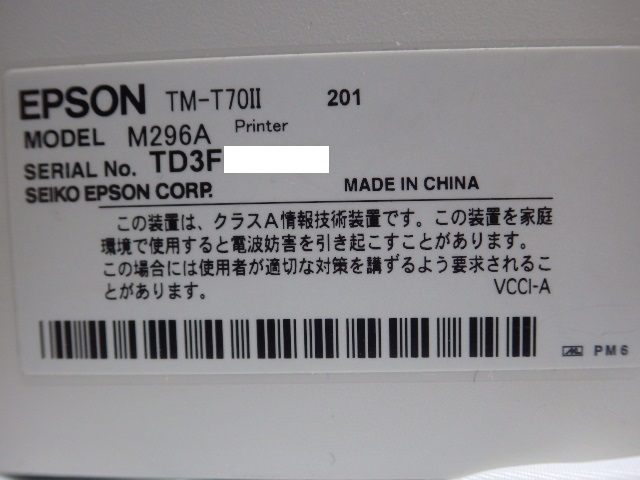 EPSON TM-T70II 201
MODEL M296A Printer
SERIAL No. TD3F
SEIKO EPSON CORP. MADE IN CHINA
この装置は、クラスA情報技術装置です。この装置を家庭
環境で使用すると電波妨害を引き起こすことがあります。
この場合には使用者が適切な対策を講ずるよう要求されるこ
とがあります。 VCCI-A
PM6